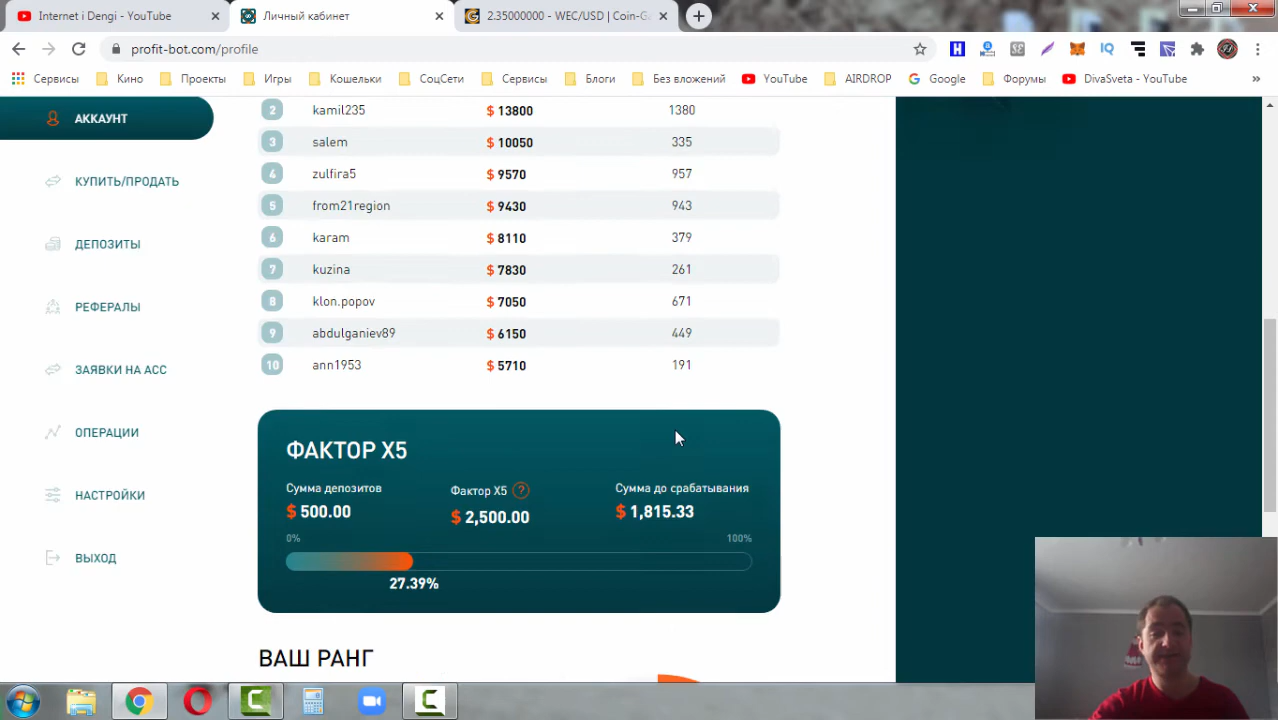 Internet i Dengi - YouTube
Личный кабинет
2.35000000 - WEC/USD | Coin-G
profit-bot.com/profile
Сервисы
Кино
Проекты
Игры
Кошельки
СоцСети
Сервисы
Блоги
Без вложений
YouTube
AIRDROP
Google
Форумы
DivaSveta - YouTube
АККАУНТ
КУПИТЬ/ПРОДАТЬ
ДЕПОЗИТЫ
РЕФЕРАЛЫ
ЗАЯВКИ НА АСС
ОПЕРАЦИИ
НАСТРОЙКИ
ВЫХОД
2 kamil235 $ 13800 1380
3 salem $ 10050 335
4 zulfira5 $ 9570 957
5 from21region $ 9430 943
6 karam $ 8110 379
7 kuzina $ 7830 261
8 klon.popov $ 7050 671
9 abdulganiev89 $ 6150 449
10 ann1953 $ 5710 191
ФАКТОР X5
Сумма депозитов
$ 500.00
Фактор X5 ?
$ 2,500.00
Сумма до срабатывания
$ 1,815.33
0%
100%
27.39%
ВАШ РАНГ